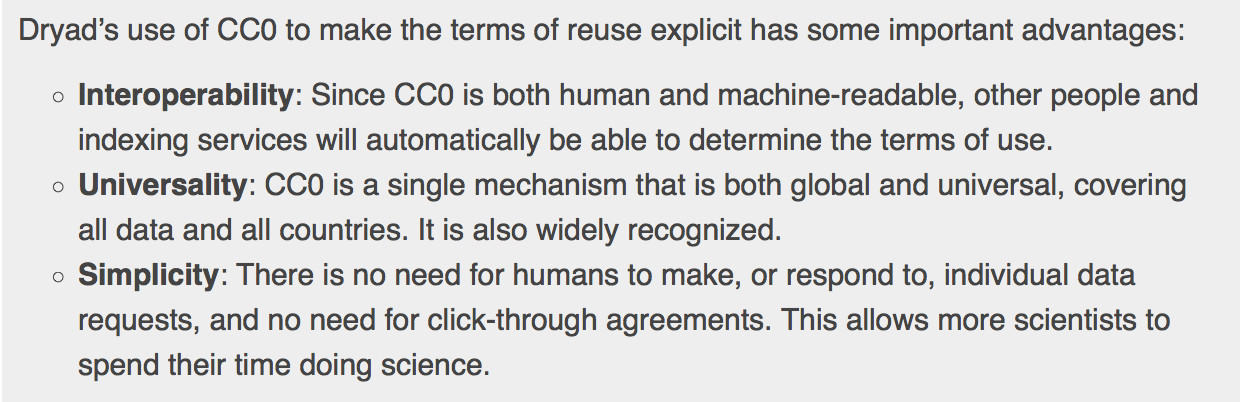 Dryad’s use of CC0 to make the terms of reuse explicit has some important advantages:
◦ Interoperability: Since CC0 is both human and machine-readable, other people and
indexing services will automatically be able to determine the terms of use.
◦ Universality: CC0 is a single mechanism that is both global and universal, covering
all data and all countries. It is also widely recognized.
◦ Simplicity: There is no need for humans to make, or respond to, individual data
requests, and no need for click-through agreements. This allows more scientists to
spend their time doing science.